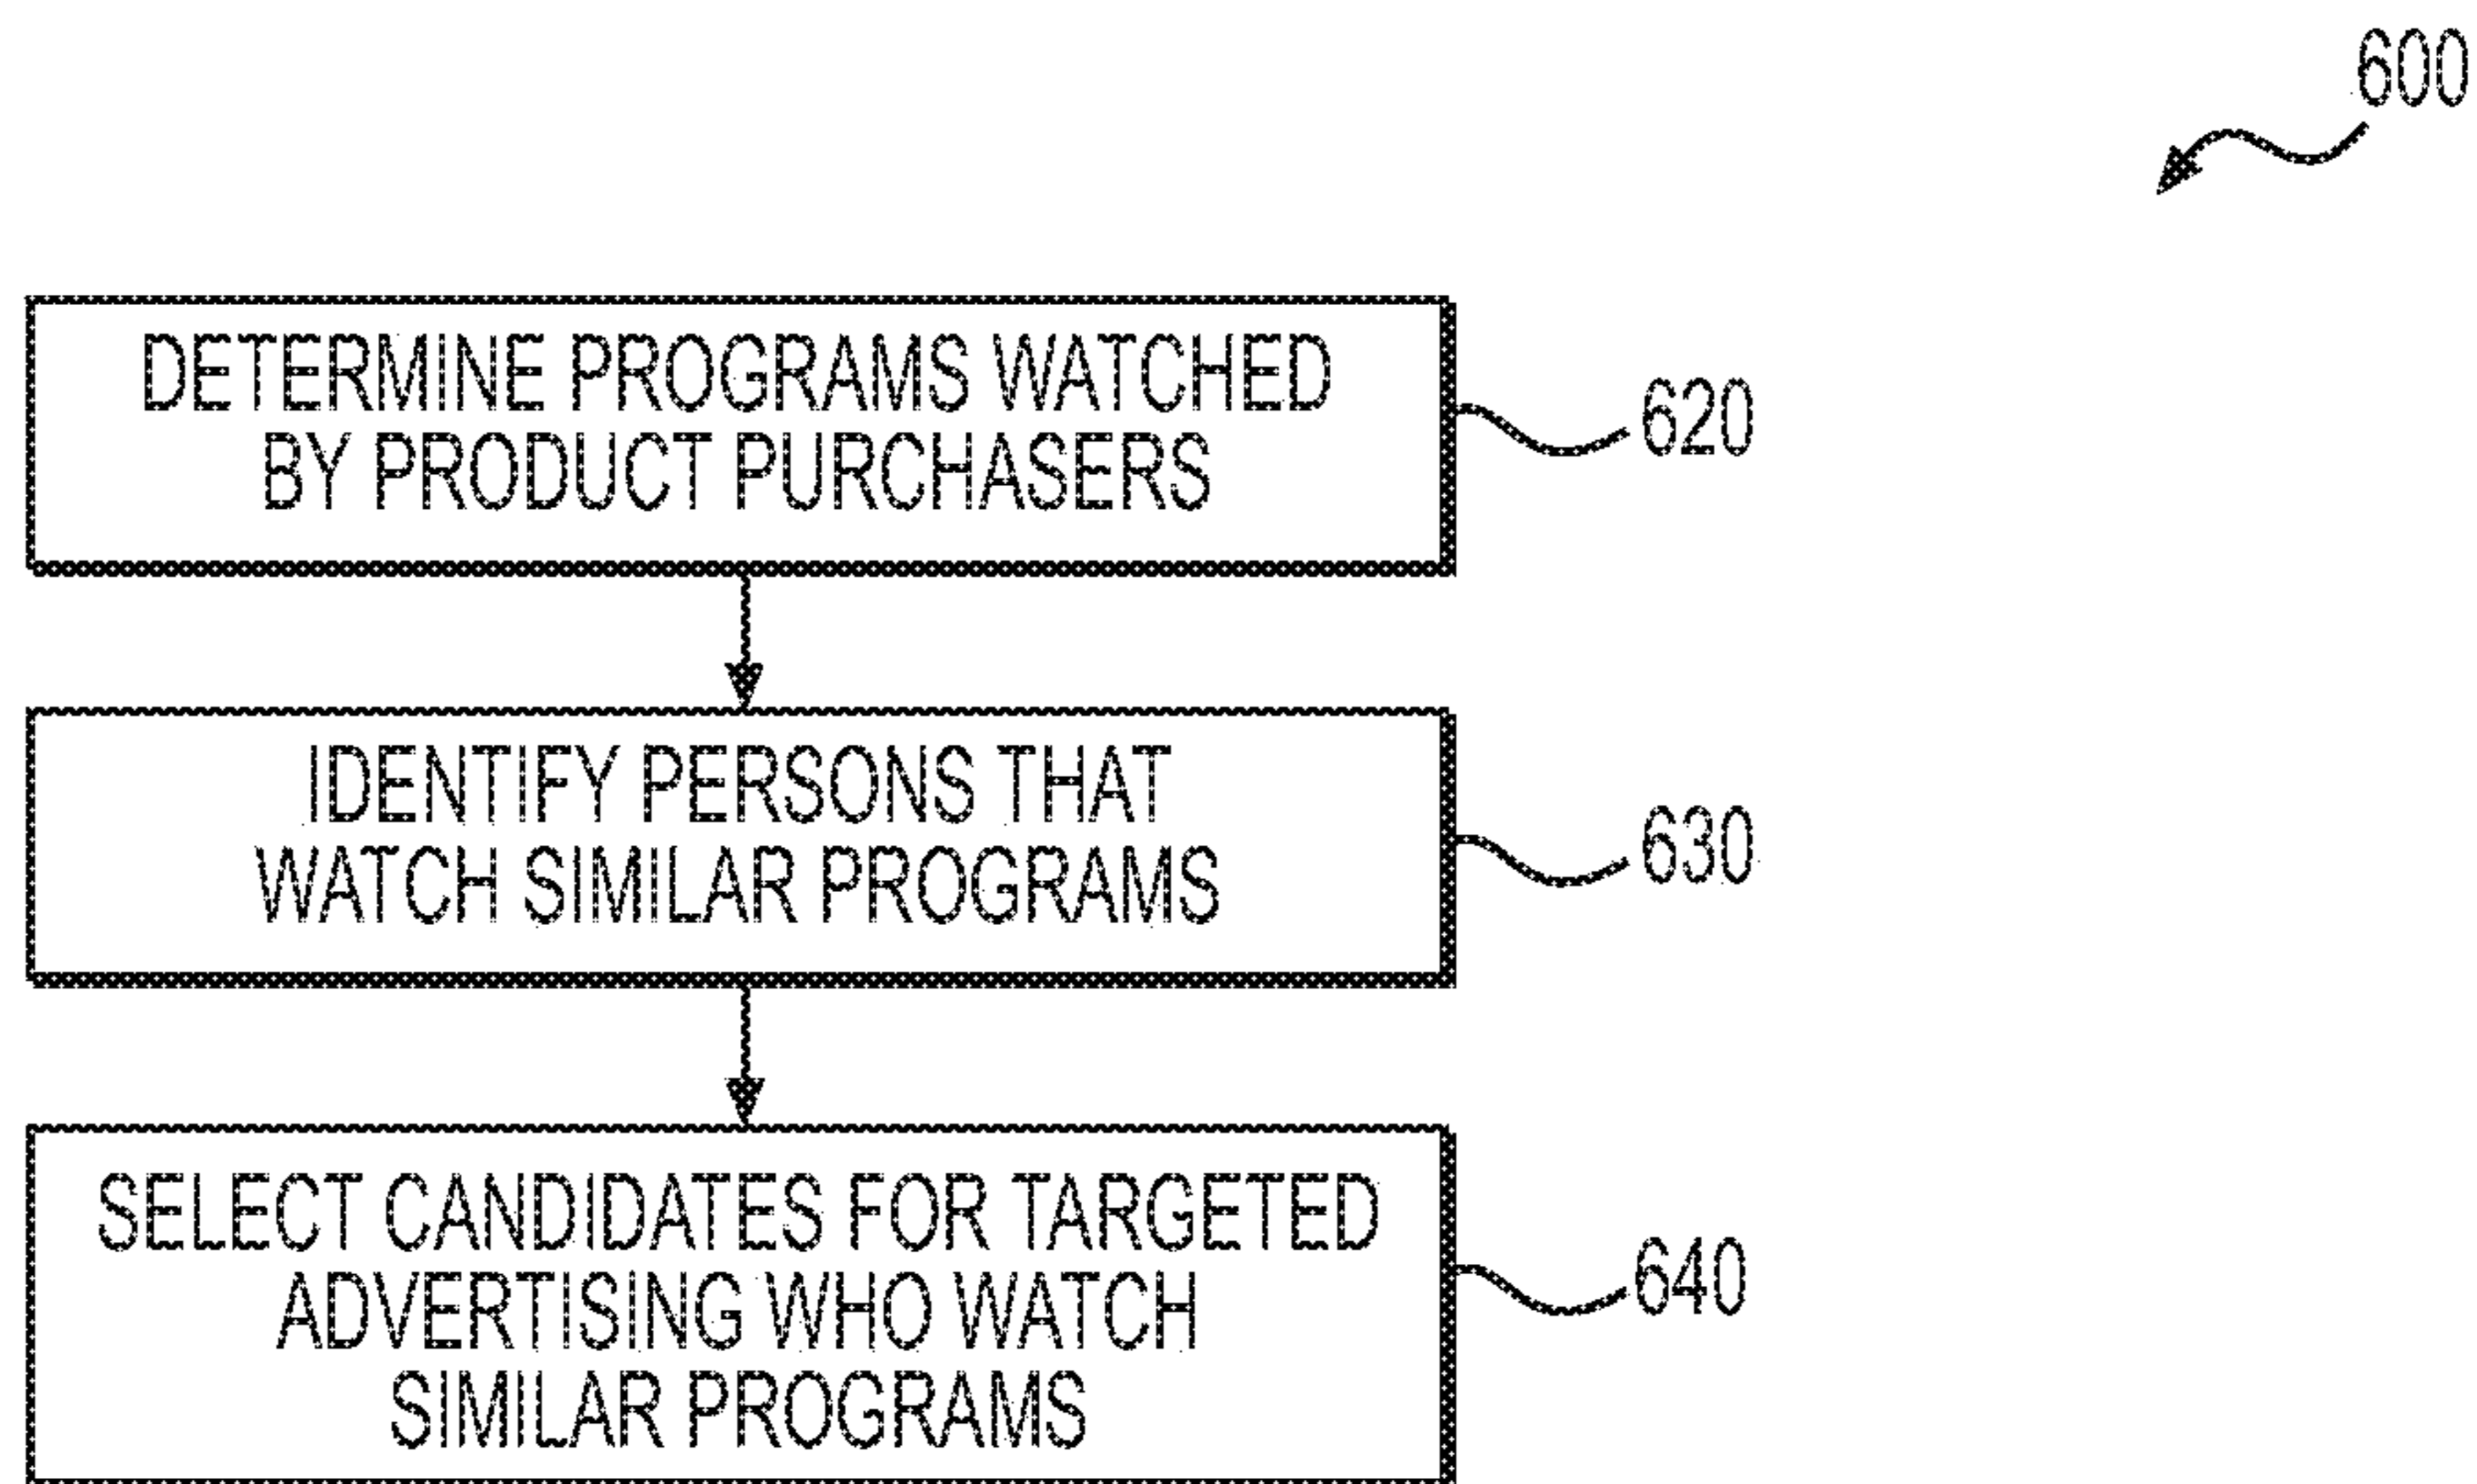 600
DETERMINE PROGRAMS WATCHED
BY PRODUCT PURCHASERS
620
IDENTIFY PERSONS THAT
WATCH SIMILAR PROGRAMS
630
SELECT CANDIDATES FOR TARGETED
ADVERTISING WHO WATCH
SIMILAR PROGRAMS
640